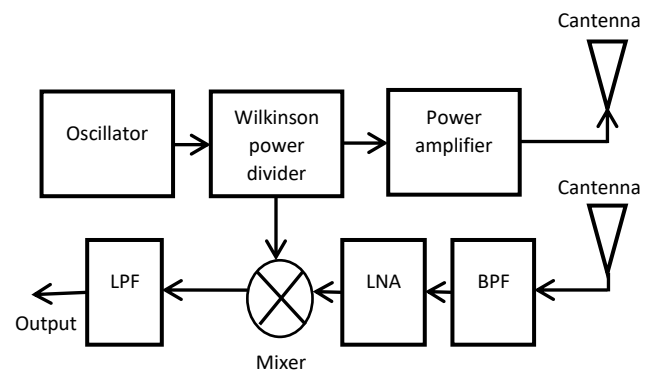 Cantenna
Oscillator
Wilkinson
power
divider
Power
amplifier
Cantenna
LPF
LNA
BPF
Output
Mixer